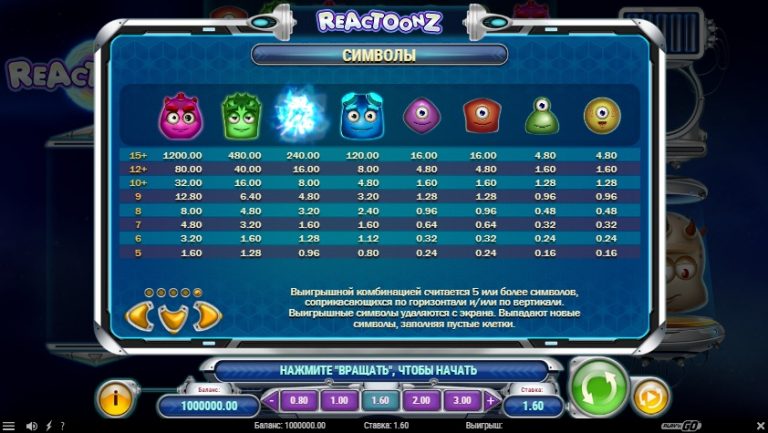 REACTOONZ
REACTOONZ
СИМВОЛЫ
15+ 1200.00 480.00 240.00 120.00 16.00 16.00 4.80 4.80
12+ 80.00 40.00 16.00 8.00 4.80 4.80 1.60 1.60
10+ 32.00 16.00 8.00 4.80 1.60 1.60 1.28 1.28
9 12.80 6.40 4.80 3.20 1.28 1.28 0.96 0.96
8 8.00 4.80 3.20 2.40 0.96 0.96 0.48 0.48
7 4.80 3.20 1.60 1.60 0.64 0.64 0.32 0.32
6 3.20 1.60 1.28 1.12 0.32 0.32 0.24 0.24
5 1.60 1.28 0.96 0.80 0.24 0.24 0.16 0.16
Выигрышной комбинацией считается 5 или более символов,
соприкасающихся по горизонтали и/или по вертикали.
Выигрышные символы удаляются с экрана. Выпадают новые
символы, заполняя пустые клетки.
НАЖМИТЕ "ВРАЩАТЬ", ЧТОБЫ НАЧАТЬ
Баланс:
1000000.00
- 0.80 1.00 1.60 2.00 3.00 +
Ставка:
1.60
Баланс: 1000000.00 Ставка: 1.60 Выигрыш:
PLAY'N GO